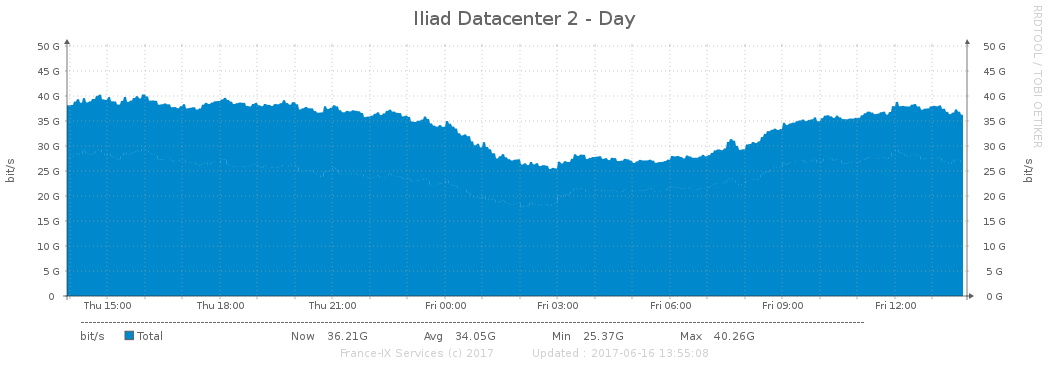 Iliad Datacenter 2 - Day
RRDTOOL / TOBI OETIKER
50 G 50 G
45 G 45 G
40 G 40 G
35 G 35 G
30 G 30 G
25 G 25 G
20 G 20 G
15 G 15 G
10 G 10 G
5 G 5 G
0 0 G
bit/s
bit/s
Thu 15:00 Thu 18:00 Thu 21:00 Fri 00:00 Fri 03:00 Fri 06:00 Fri 09:00 Fri 12:00
bit/s Total Now 36.21G Avg 34.05G Min 25.37G Max 40.26G
France-IX Services (c) 2017 Updated : 2017-06-16 13:55:08